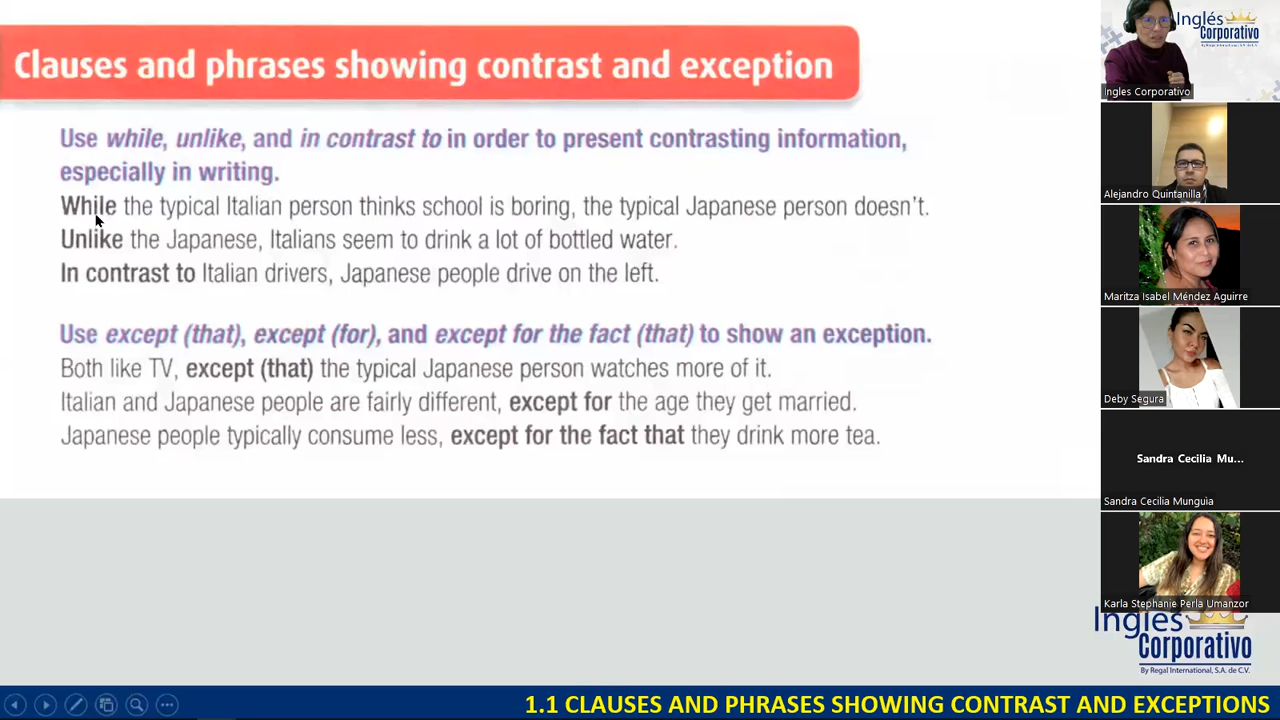 Clauses and phrases showing contrast and exception
Use while, unlike, and in contrast to in order to present contrasting information,
especially in writing.
While the typical Italian person thinks school is boring, the typical Japanese person doesn't.
Unlike the Japanese, Italians seem to drink a lot of bottled water.
In contrast to Italian drivers, Japanese people drive on the left.
Use except (that), except (for), and except for the fact (that) to show an exception.
Both like TV, except (that) the typical Japanese person watches more of it.
Italian and Japanese people are fairly different, except for the age they get married.
Japanese people typically consume less, except for the fact that they drink more tea.
1.1 CLAUSES AND PHRASES SHOWING CONTRAST AND EXCEPTIONS
Inglés
Corporativo
By Regal International, S.A. de C.V.
Ingles Corporativo
Alejandro Quintanilla
Maritza Isabel Méndez Aguirre
Deby Segura
Sandra Cecilia Mu...
Sandra Cecilia Munguìa
Karla Stephanie Perla Umanzor
Inglés
Corporativo
By Regal International, S.A. de C.V.